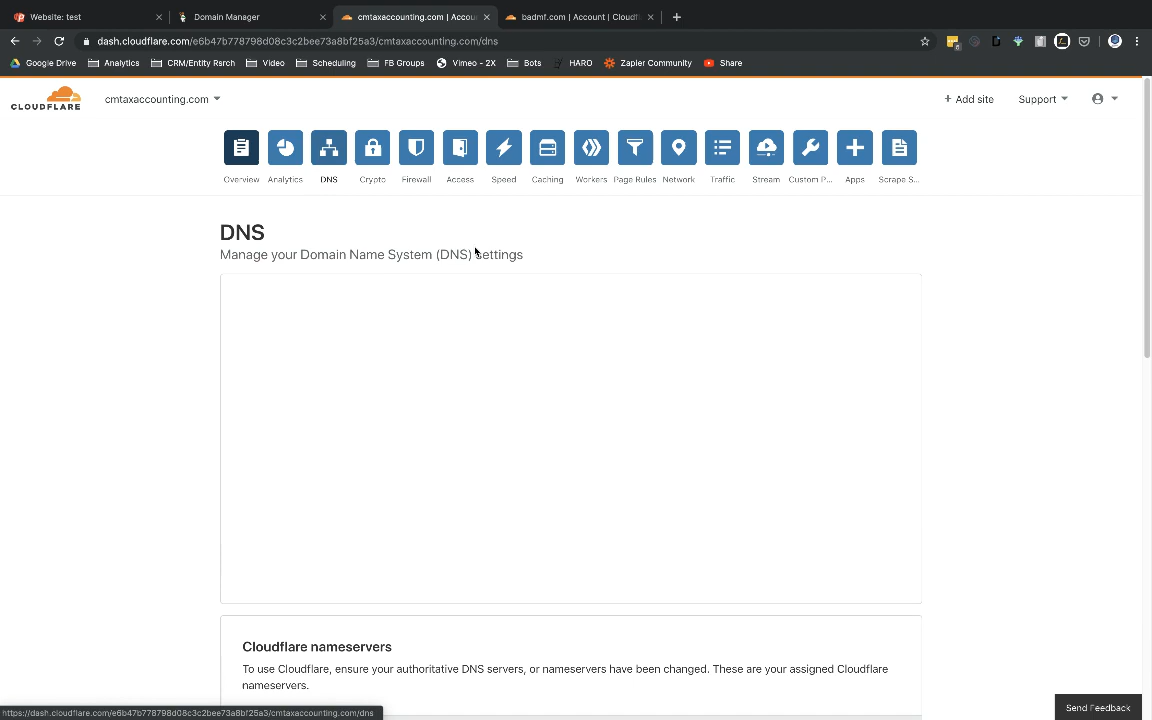 Website: test
Domain Manager
cmtaxaccounting.com | Accou
badmf.com | Account | Cloudfl
dash.cloudflare.com/e6b47b778798d08c3c2bee73a8bf25a3/cmtaxaccounting.com/dns
Google Drive Analytics CRM/Entity Rsrch Video Scheduling FB Groups Vimeo - 2X Bots HARO Zapier Community Share
CLOUDFLARE
cmtaxaccounting.com
+ Add site Support
Overview Analytics DNS Crypto Firewall Access Speed Caching Workers Page Rules Network Traffic Stream Custom P... Apps Scrape S...
DNS
Manage your Domain Name System (DNS) settings
Cloudflare nameservers
To use Cloudflare, ensure your authoritative DNS servers, or nameservers have been changed. These are your assigned Cloudflare
nameservers.
Send Feedback
https://dash.cloudflare.com/e6b47b778798d08c3c2bee73a8bf25a3/cmtaxaccounting.com/dns